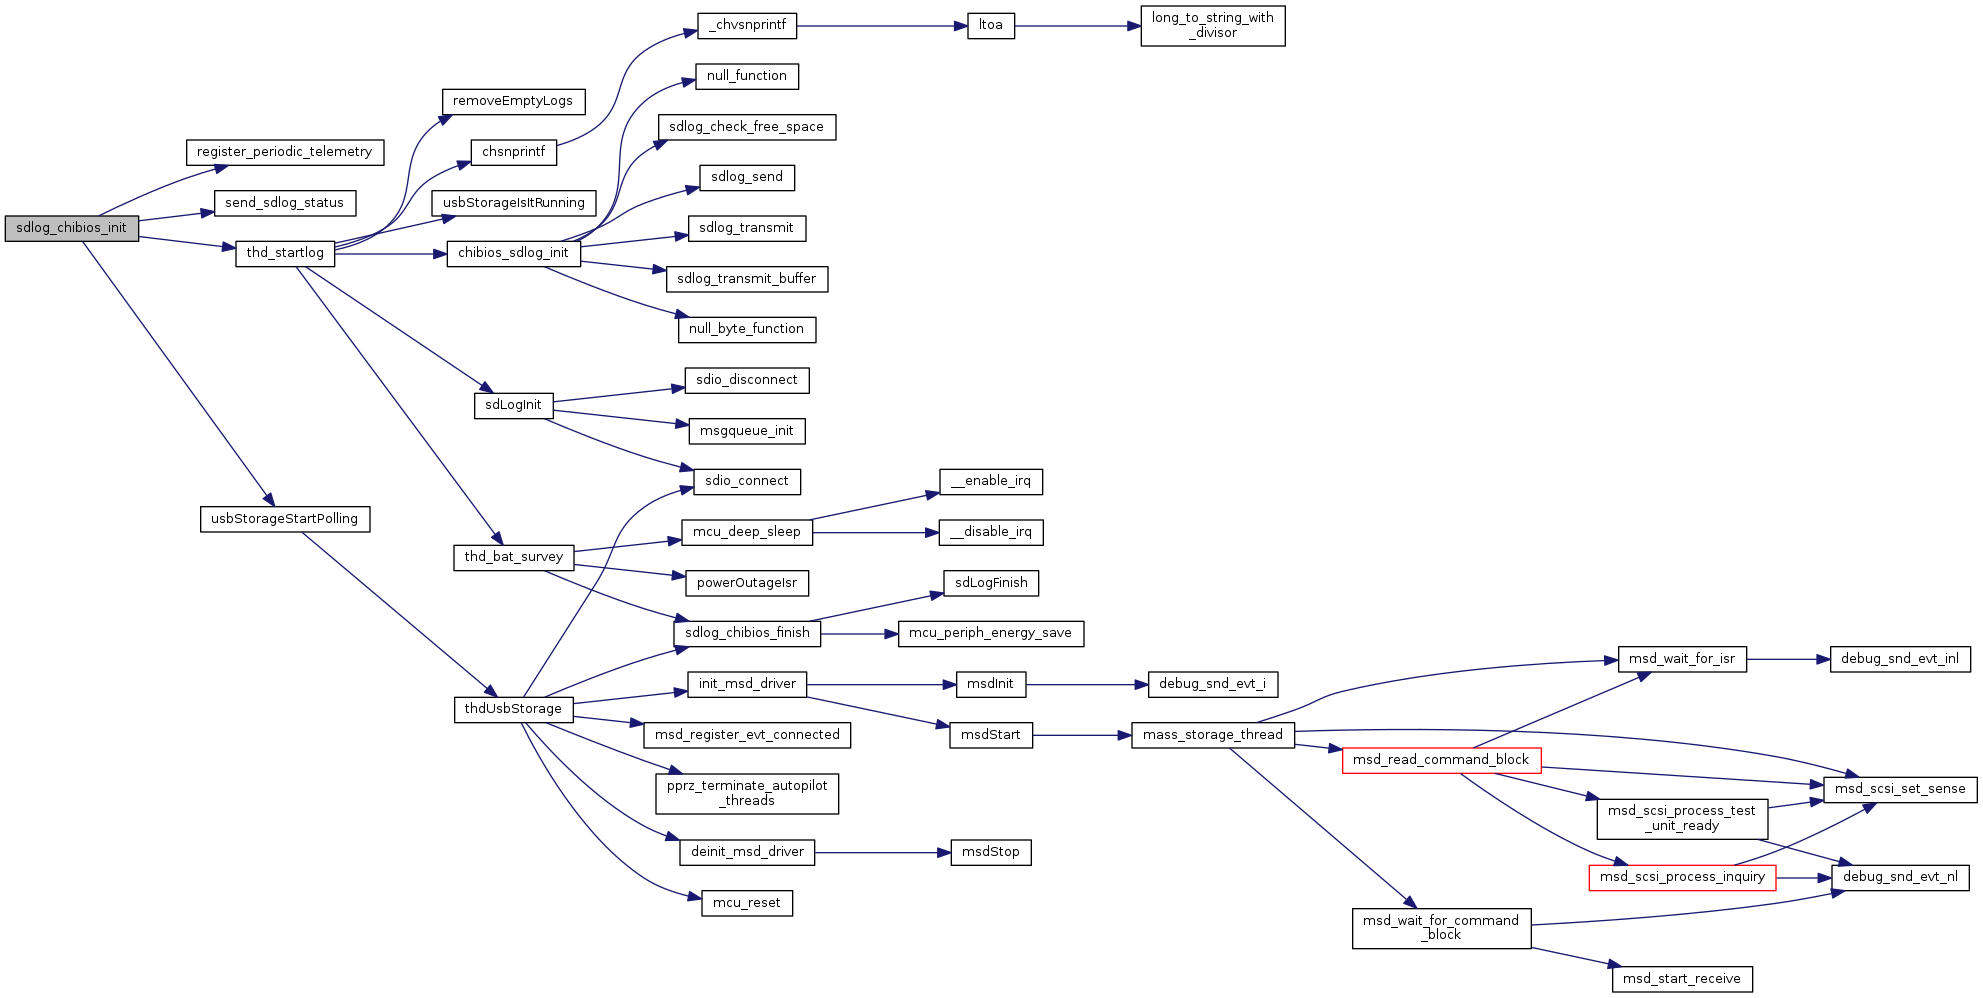 sdlog_chibios_init
register_periodic_telemetry
send_sdlog_status
thd_startlog
usbStorageStartPolling
removeEmptyLogs
chsnprintf
usbStorageIsItRunning
chibios_sdlog_init
sdLogInit
thd_bat_survey
thdUsbStorage
_chvsnprintf
null_function
sdlog_check_free_space
sdlog_send
sdlog_transmit
sdlog_transmit_buffer
null_byte_function
sdio_disconnect
msgqueue_init
sdio_connect
mcu_deep_sleep
powerOutageIsr
sdlog_chibios_finish
init_msd_driver
msd_register_evt_connected
pprz_terminate_autopilot
_threads
deinit_msd_driver
mcu_reset
ltoa
__enable_irq
__disable_irq
sdLogFinish
mcu_periph_energy_save
msdInit
msdStart
msdStop
long_to_string_with
_divisor
debug_snd_evt_i
mass_storage_thread
msd_read_command_block
msd_wait_for_command
_block
msd_wait_for_isr
msd_scsi_process_test
_unit_ready
msd_scsi_process_inquiry
msd_start_receive
debug_snd_evt_inl
msd_scsi_set_sense
debug_snd_evt_nl